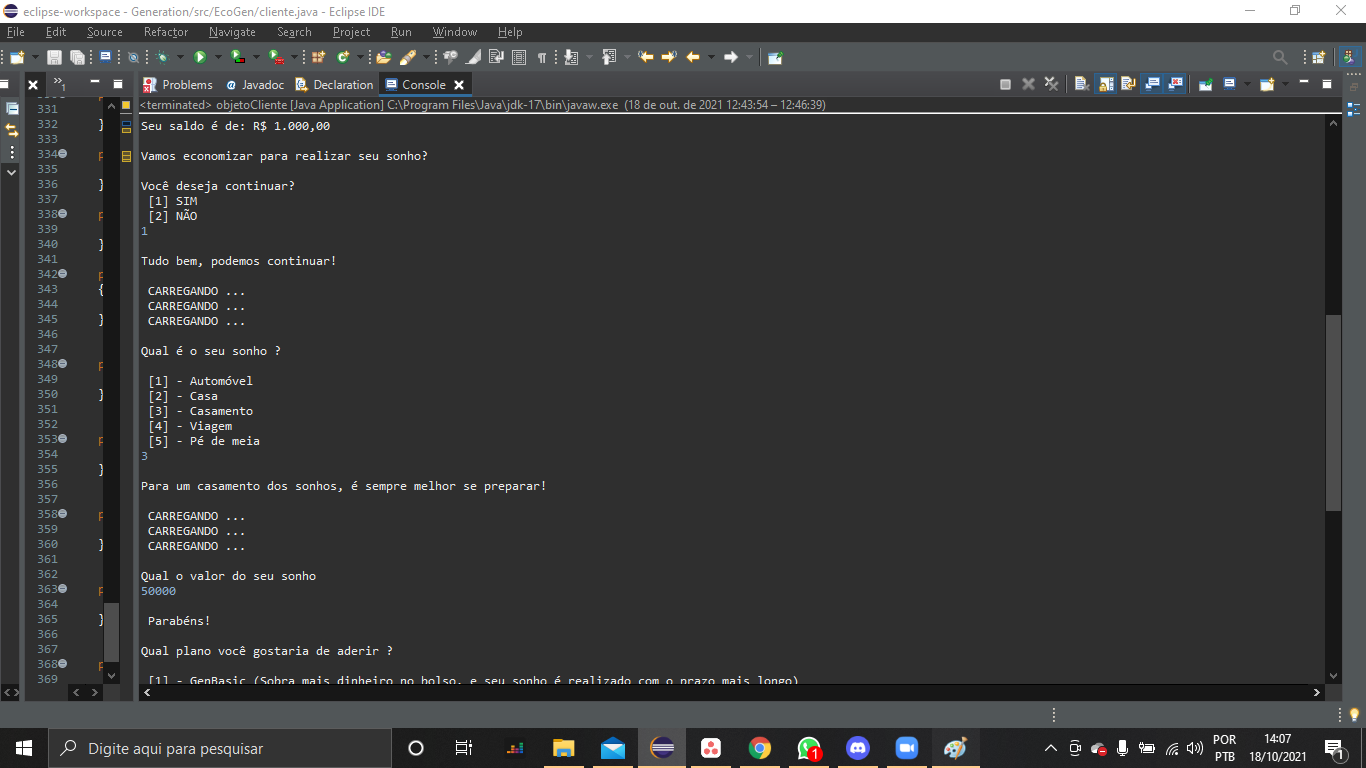 eclipse-workspace - Generation/src/EcoGen/cliente.java - Eclipse IDE
File Edit Source Refactor Navigate Search Project Run Window Help
1 Problems @ Javadoc Declaration Console
<terminated> objetoCliente [Java Application] C:\Program Files\Java\jdk-17\bin\javaw.exe (18 de out. de 2021 12:43:54 – 12:46:39)
331
332 }
333
334 p
335
336 }
337
338 p
339
340 }
341
342 p
343 {
344
345 }
346
347
348 p
349
350 }
351
352
353 p
354
355 }
356
357
358 p
359
360 }
361
362
363 p
364
365 }
366
367
368 p
369
Seu saldo é de: R$ 1.000,00
Vamos economizar para realizar seu sonho?
Você deseja continuar?
[1] SIM
[2] NÃO
1
Tudo bem, podemos continuar!
CARREGANDO ...
CARREGANDO ...
CARREGANDO ...
Qual é o seu sonho ?
[1] - Automóvel
[2] - Casa
[3] - Casamento
[4] - Viagem
[5] - Pé de meia
3
Para um casamento dos sonhos, é sempre melhor se preparar!
CARREGANDO ...
CARREGANDO ...
CARREGANDO ...
Qual o valor do seu sonho
50000
Parabéns!
Qual plano você gostaria de aderir ?
[1] - GenBasic (Sobra mais dinheiro no bolso, e seu sonho é realizado com o prazo mais longo)
Digite aqui para pesquisar
1
POR
PTB
14:07
18/10/2021
1